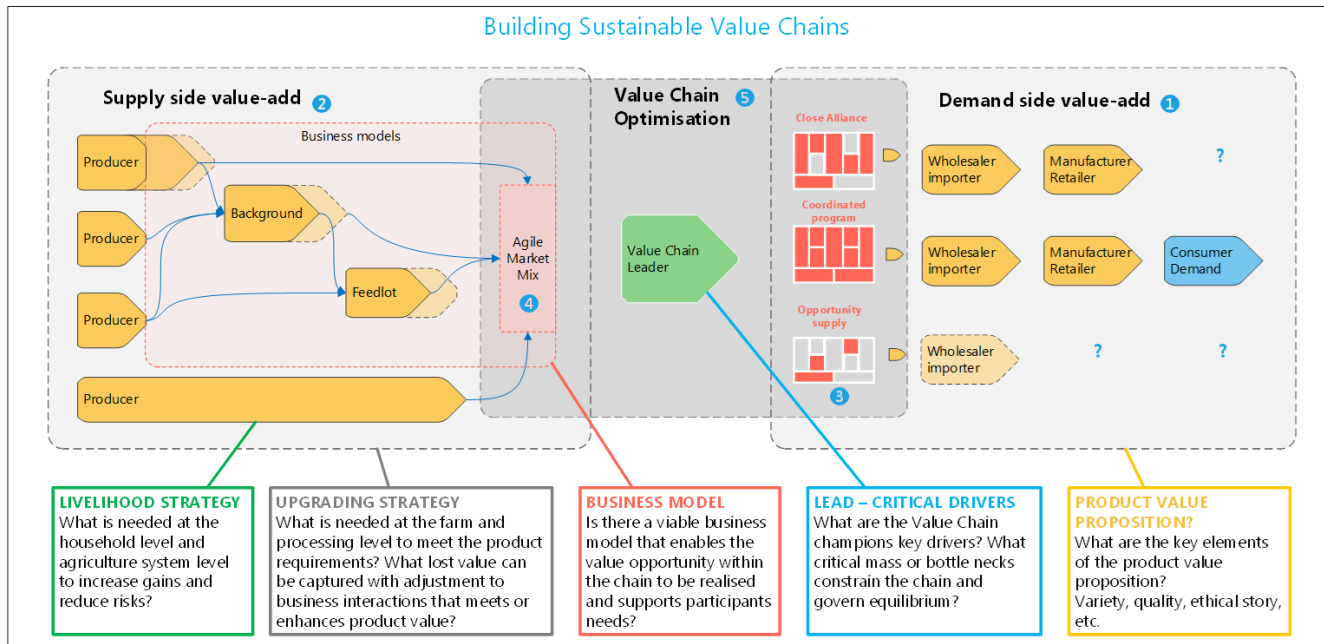 Building Sustainable Value Chains
Supply side value-add 2
Business models
Producer
Producer
Producer
Producer
Background
Feedlot
Agile
Market
Mix
4
Value Chain 5
Optimisation
Value Chain
Leader
Close Alliance
Coordinated
program
Opportunity
supply
3
Demand side value-add 1
Wholesaler
importer
Manufacturer
Retailer
?
Wholesaler
importer
Manufacturer
Retailer
Consumer
Demand
Wholesaler
importer
?
?
LIVELIHOOD STRATEGY
What is needed at the
household level and
agriculture system level
to increase gains and
reduce risks?
UPGRADING STRATEGY
What is needed at the farm and
processing level to meet the product
requirements? What lost value can
be captured with adjustment to
business interactions that meets or
enhances product value?
BUSINESS MODEL
Is there a viable business
model that enables the
value opportunity within
the chain to be realised
and supports participants
needs?
LEAD – CRITICAL DRIVERS
What are the Value Chain
champions key drivers? What
critical mass or bottle necks
constrain the chain and
govern equilibrium?
PRODUCT VALUE
PROPOSITION?
What are the key elements
of the product value
proposition?
Variety, quality, ethical story,
etc.